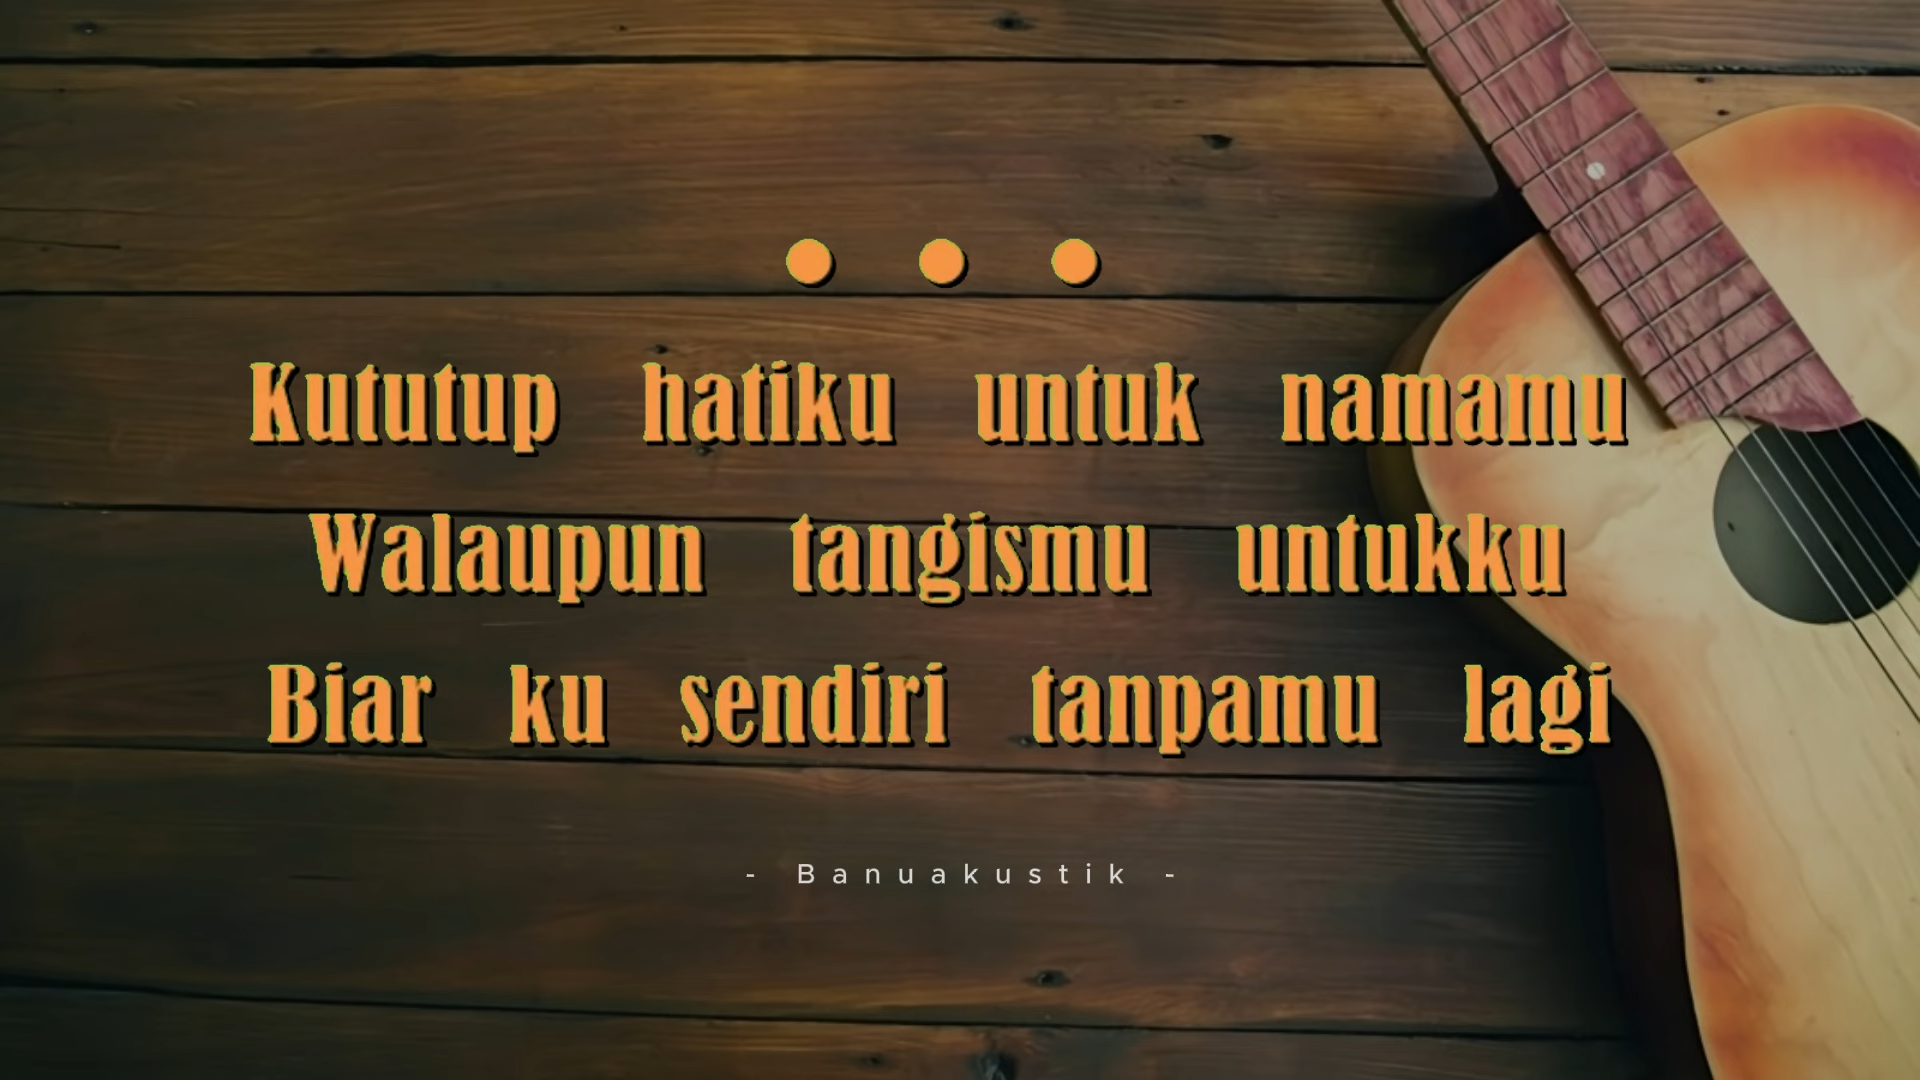 Kututup hatiku untuk namamu
Walaupun tangismu untukku
Biar ku sendiri tanpamu lagi
- Banuakustik -